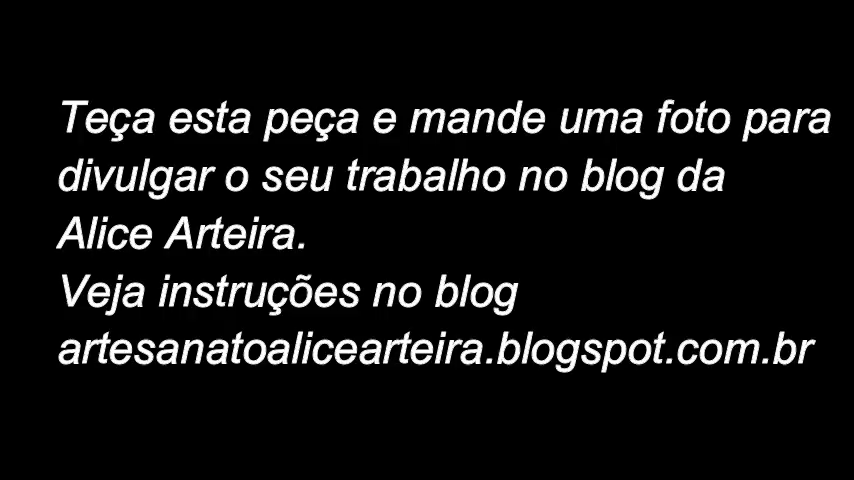 Teça esta peça e mande uma foto para
divulgar o seu trabalho no blog da
Alice Arteira.
Veja instruções no blog
artesanatoalicearteira.blogspot.com.br